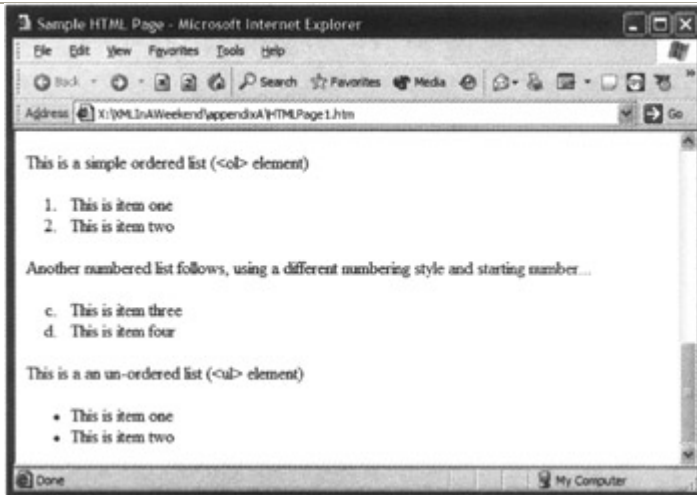 Sample HTML Page - Microsoft Internet Explorer
File Edit View Favorites Tools Help
Back Search Favorites Media
Address X:\XMLInAWeekend\appendixA\HTMLPage1.htm Go
This is a simple ordered list (<ol> element)
1. This is item one
2. This is item two
Another numbered list follows, using a different numbering style and starting number...
c. This is item three
d. This is item four
This is a an un-ordered list (<ul> element)
• This is item one
• This is item two
Done My Computer